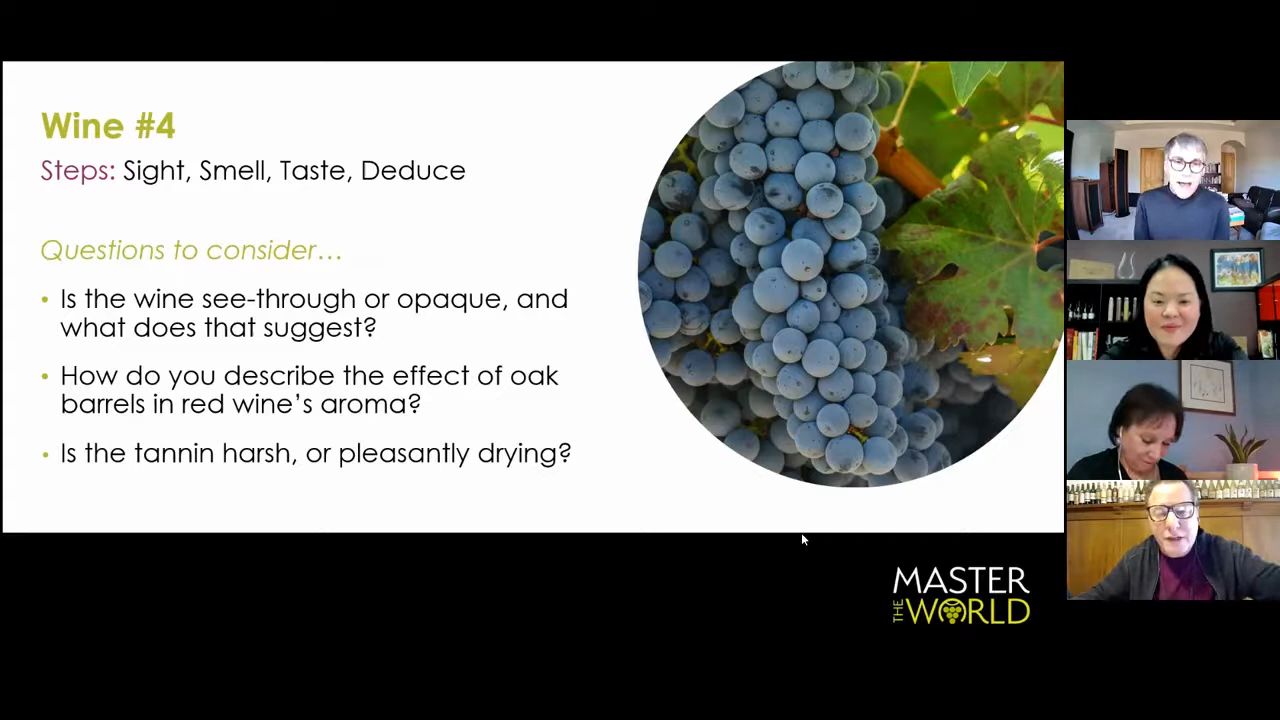 Wine #4
Steps: Sight, Smell, Taste, Deduce
Questions to consider…
• Is the wine see-through or opaque, and
what does that suggest?
• How do you describe the effect of oak
barrels in red wine’s aroma?
• Is the tannin harsh, or pleasantly drying?
MASTER
THE WORLD